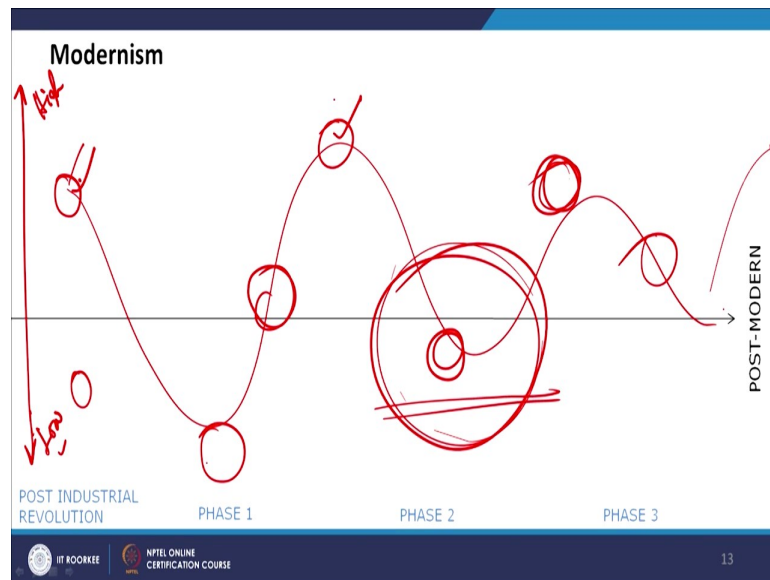 Modernism
High
Low
POST-MODERN
POST INDUSTRIAL
REVOLUTION
PHASE 1
PHASE 2
PHASE 3
IIT ROORKEE
NPTEL ONLINE
CERTIFICATION COURSE
13